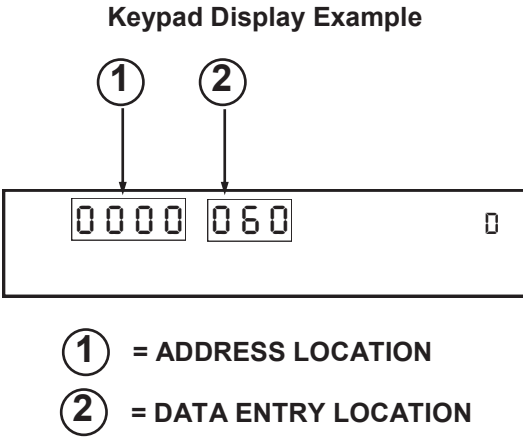 Keypad Display Example
1 2
0000 060 0
1 = ADDRESS LOCATION
2 = DATA ENTRY LOCATION